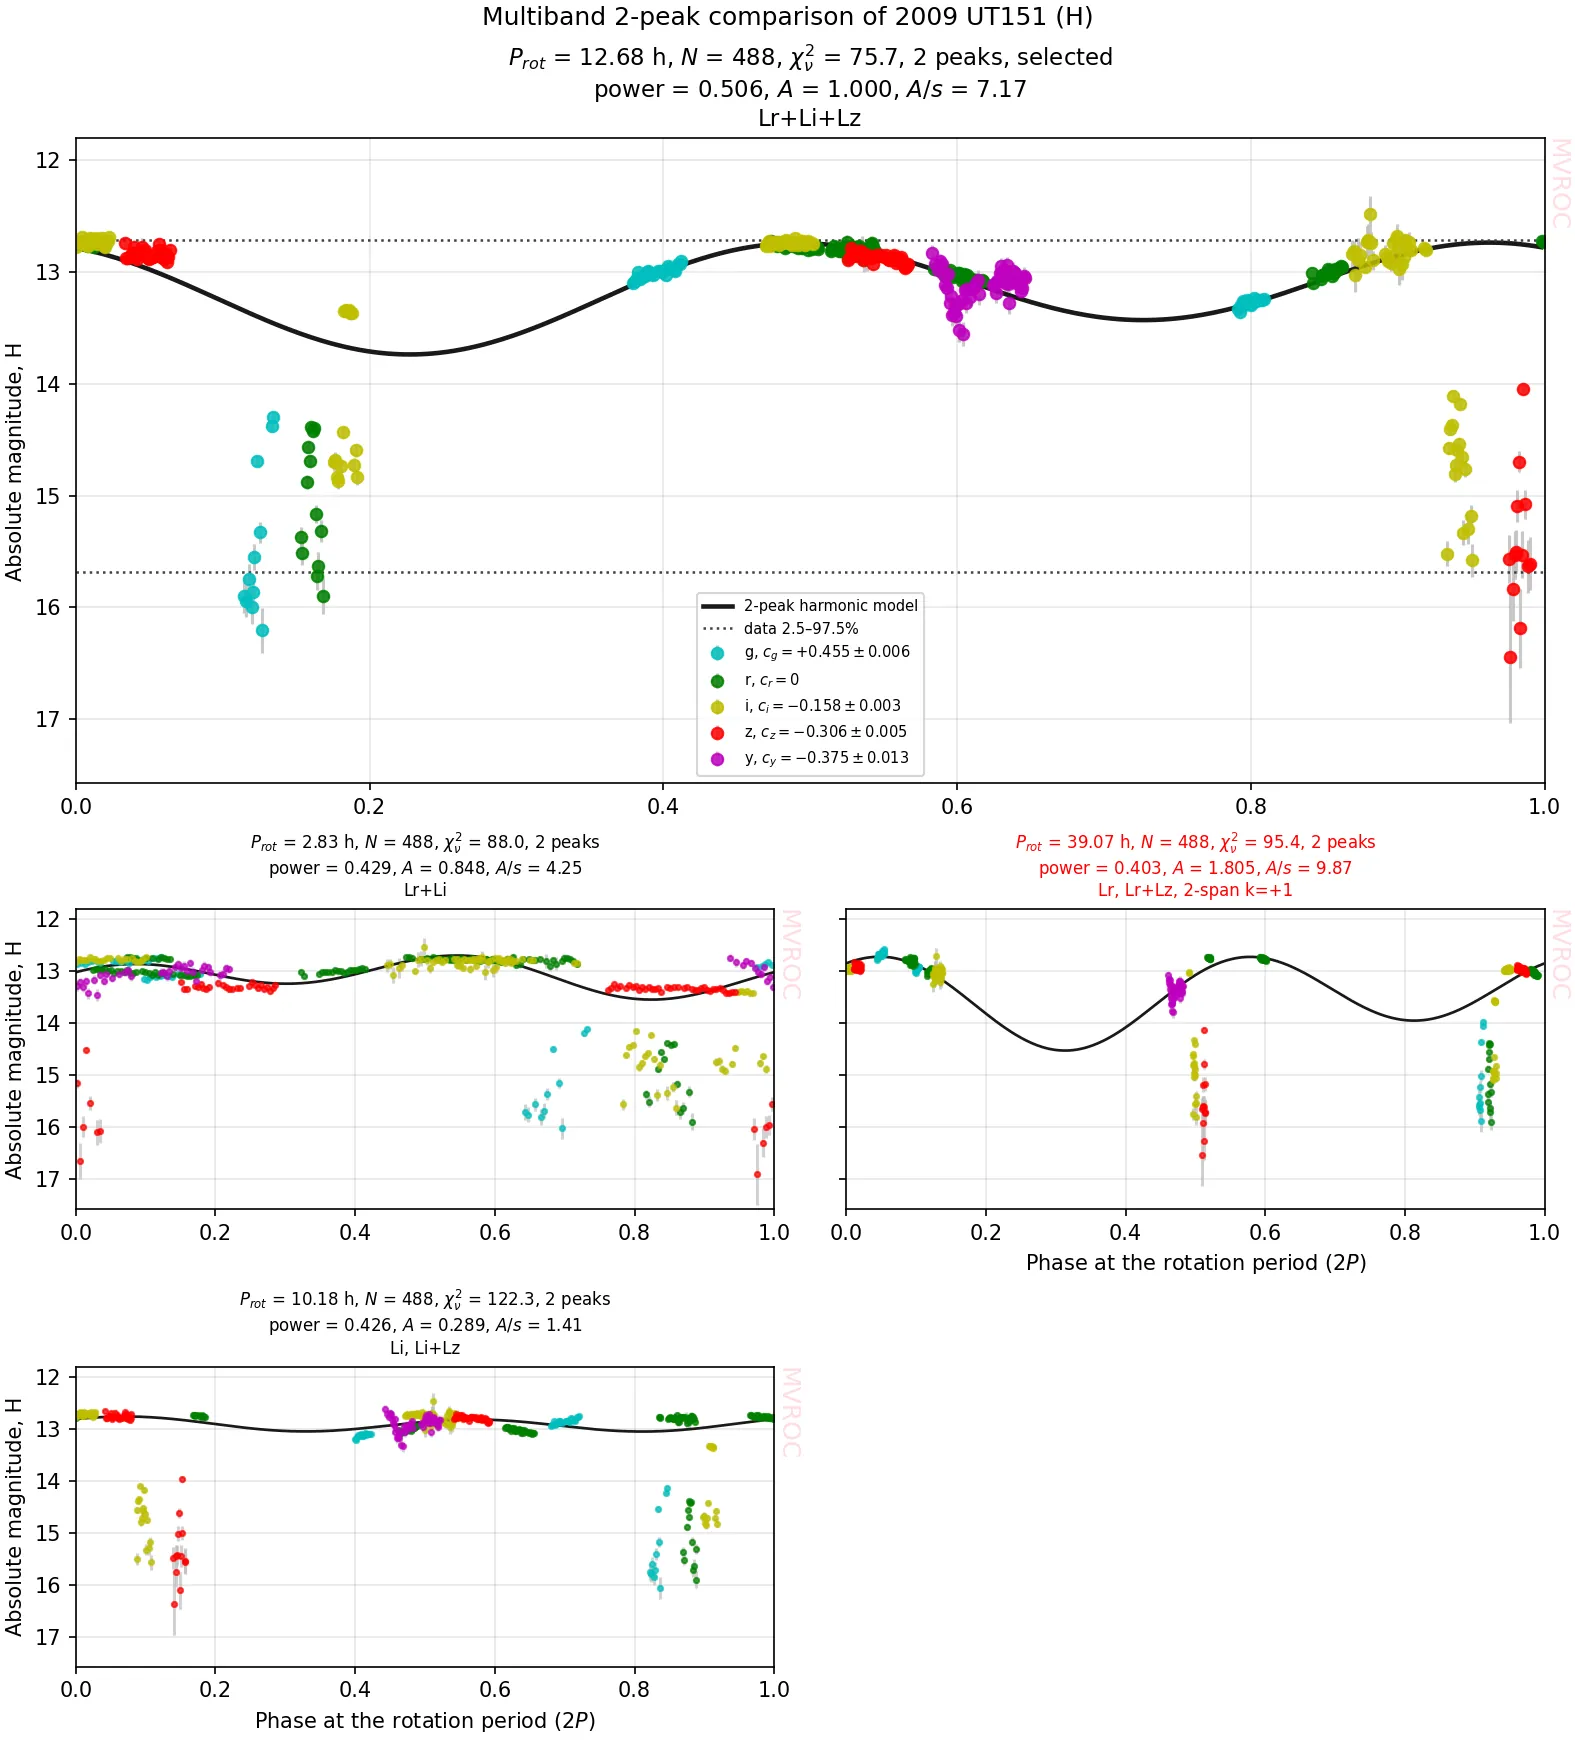 Multiband 2-peak comparison of 2009 UT151 (H)
P_rot = 12.68 h, N = 488, χ²_ν = 75.7, 2 peaks, selected
power = 0.506, A = 1.000, A/s = 7.17
Lr+Li+Lz
12
13
14
15
16
17
Absolute magnitude, H
MVROC
2-peak harmonic model
data 2.5–97.5%
g, c_g = +0.455 ± 0.006
r, c_r = 0
i, c_i = −0.158 ± 0.003
z, c_z = −0.306 ± 0.005
y, c_y = −0.375 ± 0.013
0.0 0.2 0.4 0.6 0.8 1.0
P_rot = 2.83 h, N = 488, χ²_ν = 88.0, 2 peaks
power = 0.429, A = 0.848, A/s = 4.25
Lr+Li
12
13
14
15
16
17
Absolute magnitude, H
MVROC
0.0 0.2 0.4 0.6 0.8 1.0
P_rot = 39.07 h, N = 488, χ²_ν = 95.4, 2 peaks
power = 0.403, A = 1.805, A/s = 9.87
Lr, Lr+Lz, 2-span k=+1
MVROC
0.0 0.2 0.4 0.6 0.8 1.0
Phase at the rotation period (2P)
P_rot = 10.18 h, N = 488, χ²_ν = 122.3, 2 peaks
power = 0.426, A = 0.289, A/s = 1.41
Li, Li+Lz
12
13
14
15
16
17
Absolute magnitude, H
MVROC
0.0 0.2 0.4 0.6 0.8 1.0
Phase at the rotation period (2P)